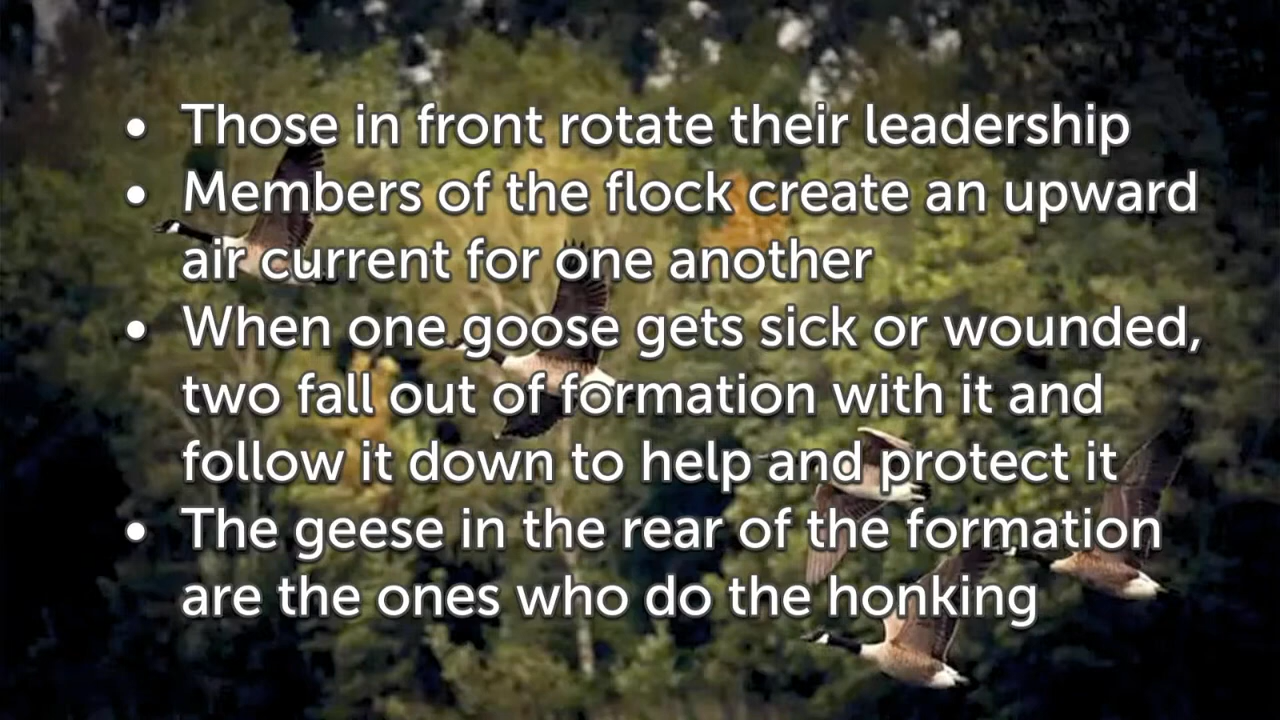 • Those in front rotate their leadership
• Members of the flock create an upward
air current for one another
• When one goose gets sick or wounded,
two fall out of formation with it and
follow it down to help and protect it
• The geese in the rear of the formation
are the ones who do the honking